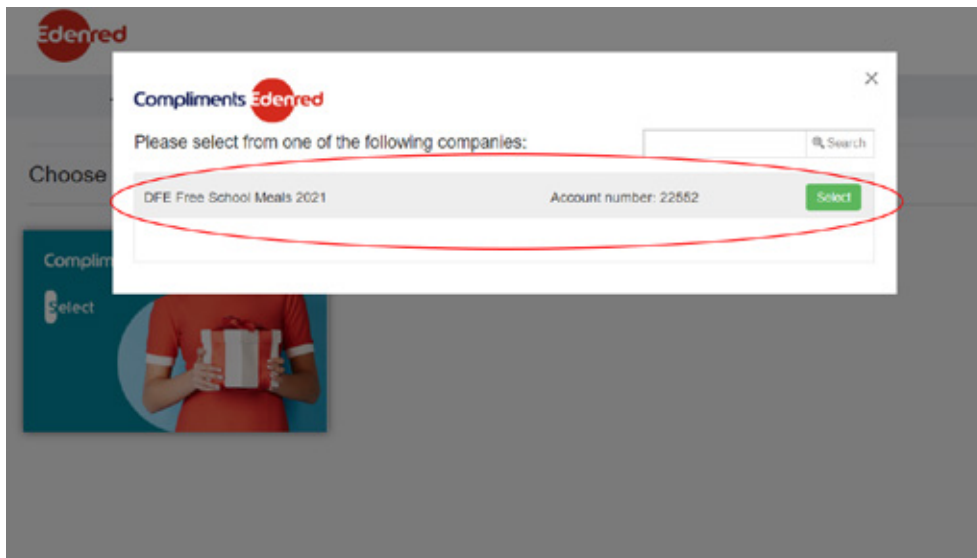 Edenred
Compliments Edenred
Please select from one of the following companies:
Search
Choose
DFE Free School Meals 2021 Account number: 22552 Select
Complim
Select